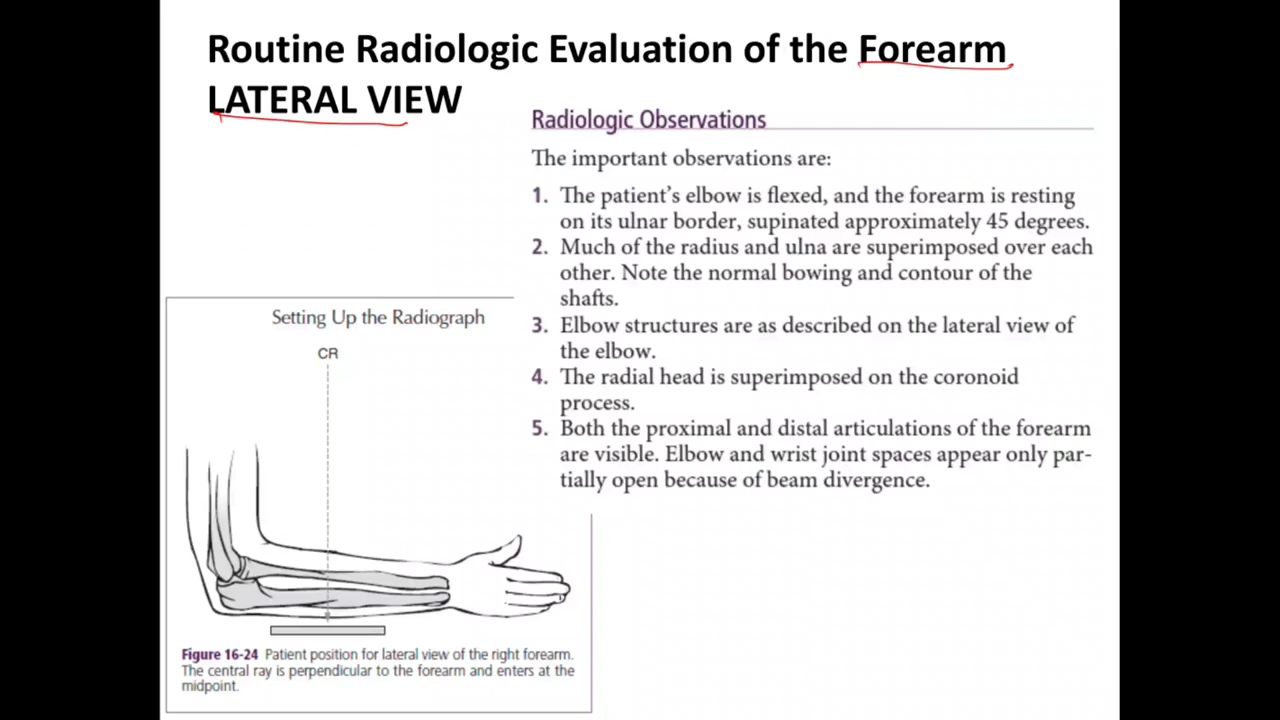 Routine Radiologic Evaluation of the Forearm
LATERAL VIEW
Radiologic Observations
The important observations are:
1. The patient’s elbow is flexed, and the forearm is resting
on its ulnar border, supinated approximately 45 degrees.
2. Much of the radius and ulna are superimposed over each
other. Note the normal bowing and contour of the
shafts.
3. Elbow structures are as described on the lateral view of
the elbow.
4. The radial head is superimposed on the coronoid
process.
5. Both the proximal and distal articulations of the forearm
are visible. Elbow and wrist joint spaces appear only par-
tially open because of beam divergence.
Setting Up the Radiograph
CR
Figure 16-24 Patient position for lateral view of the right forearm.
The central ray is perpendicular to the forearm and enters at the
midpoint.